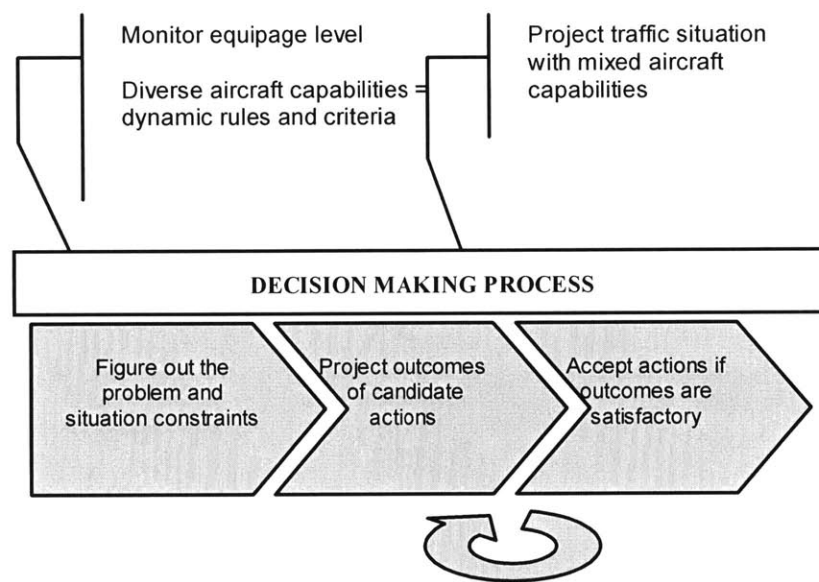 Monitor equipage level
Diverse aircraft capabilities =
dynamic rules and criteria
Project traffic situation
with mixed aircraft
capabilities
DECISION MAKING PROCESS
Figure out the
problem and
situation constraints
Project outcomes
of candidate
actions
Accept actions if
outcomes are
satisfactory